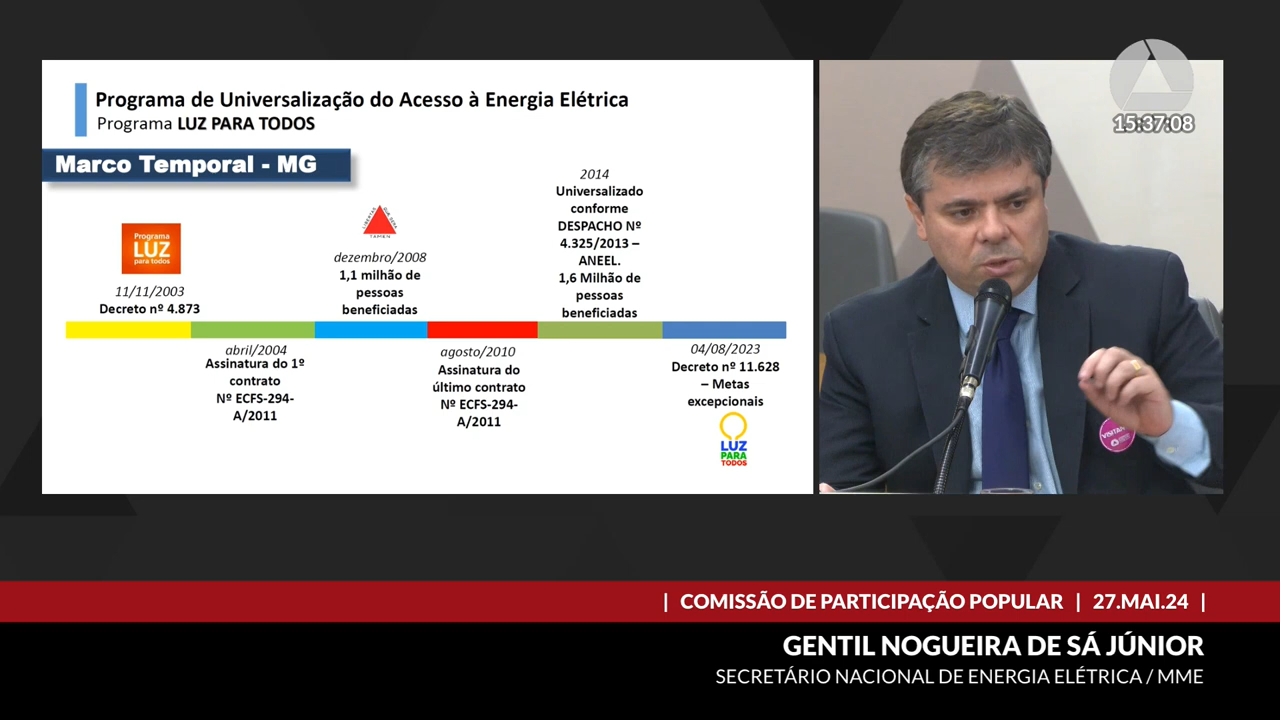 15:37:08
Programa de Universalização do Acesso à Energia Elétrica
Programa LUZ PARA TODOS
Marco Temporal - MG
Programa
LUZ
para todos
11/11/2003
Decreto nº 4.873
abril/2004
Assinatura do 1º
contrato
Nº ECFS-294-
A/2011
LIBERTAS QUE SERA
TAMEN
dezembro/2008
1,1 milhão de
pessoas
beneficiadas
agosto/2010
Assinatura do
último contrato
Nº ECFS-294-
A/2011
2014
Universalizado
conforme
DESPACHO Nº
4.325/2013 –
ANEEL.
1,6 Milhão de
pessoas
beneficiadas
04/08/2023
Decreto nº 11.628
– Metas
excepcionais
LUZ
PARA
TODOS
| COMISSÃO DE PARTICIPAÇÃO POPULAR | 27.MAI.24 |
GENTIL NOGUEIRA DE SÁ JÚNIOR
SECRETÁRIO NACIONAL DE ENERGIA ELÉTRICA / MME